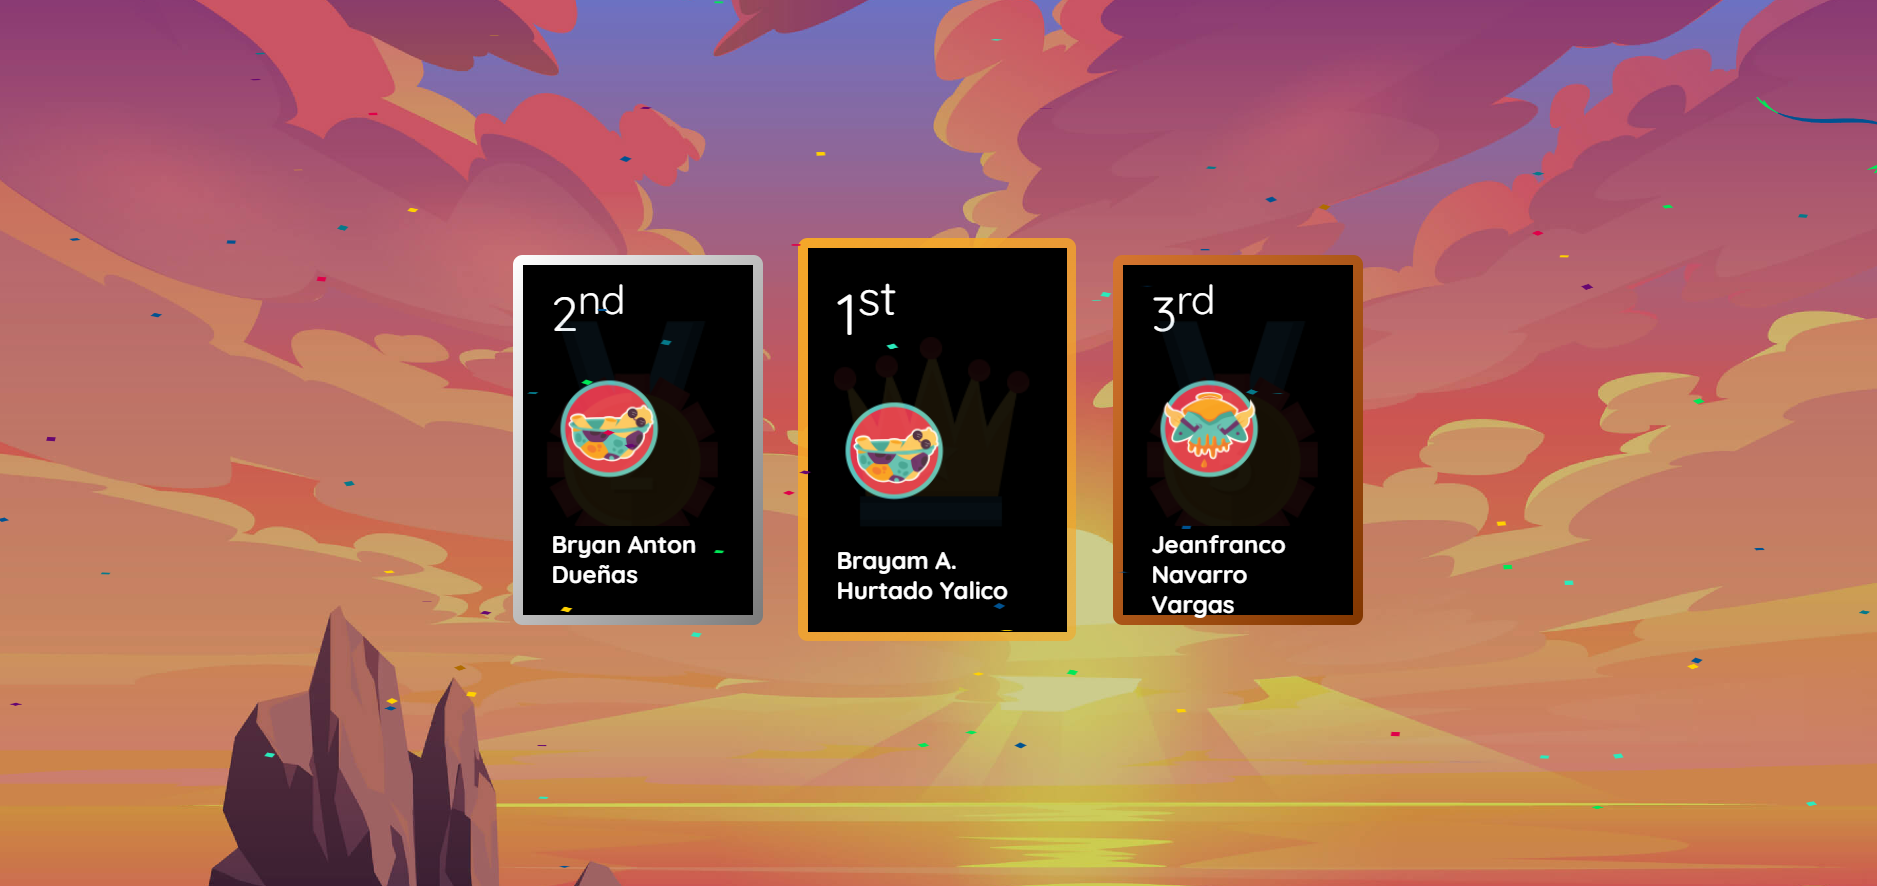 2nd
Bryan Anton
Dueñas
1st
Brayam A.
Hurtado Yalico
3rd
Jeanfranco
Navarro
Vargas